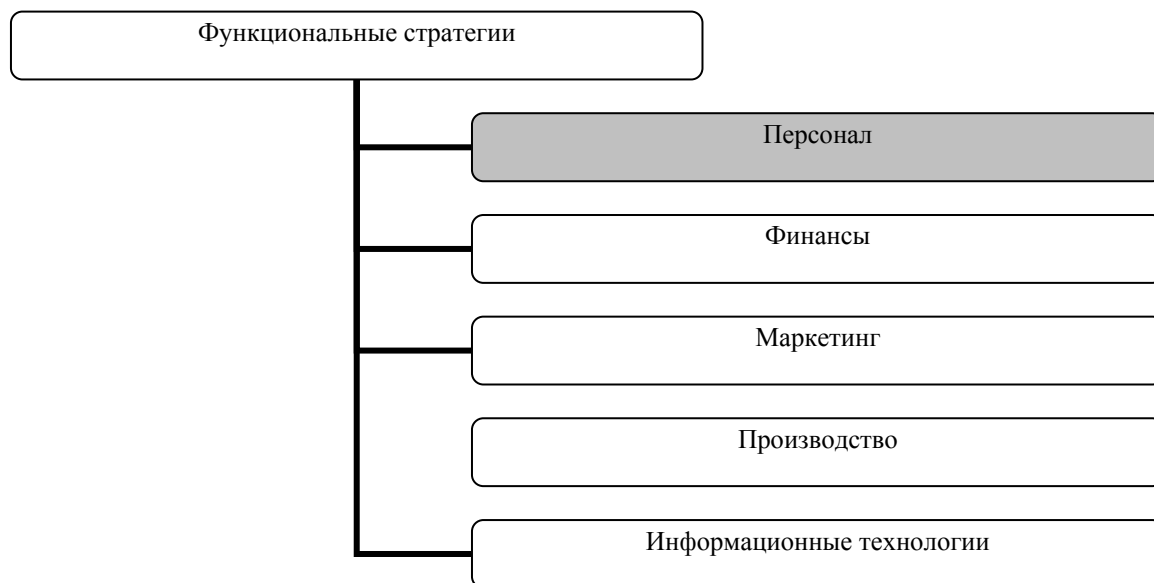 Функциональные стратегии
Персонал
Финансы
Маркетинг
Производство
Информационные технологии